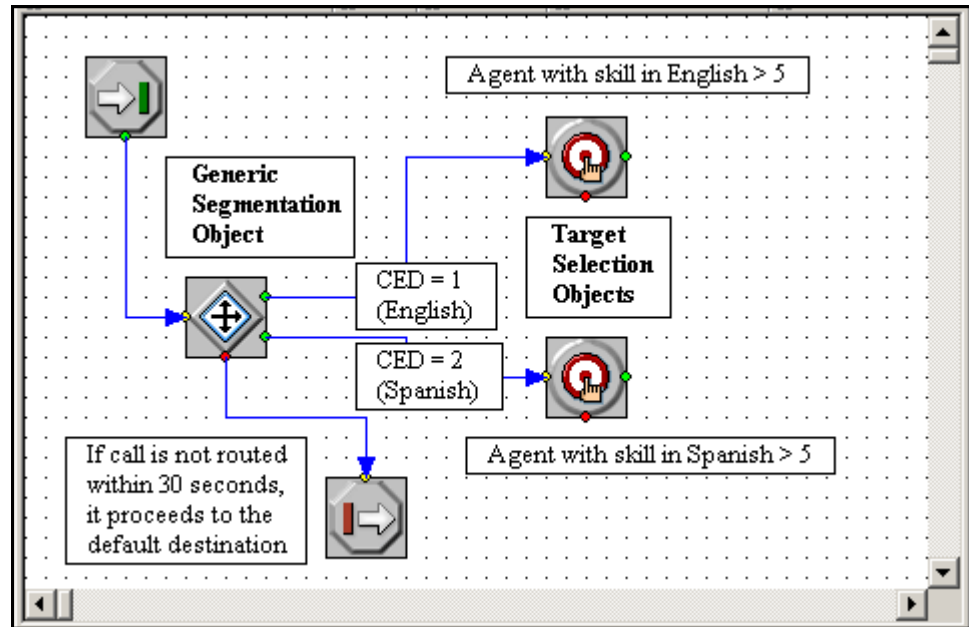 Agent with skill in English > 5
Generic
Segmentation
Object
Target
Selection
Objects
CED = 1
(English)
CED = 2
(Spanish)
Agent with skill in Spanish > 5
If call is not routed
within 30 seconds,
it proceeds to the
default destination